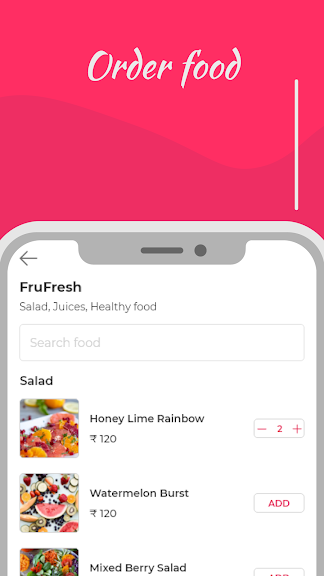 Order food
FruFresh
Salad, Juices, Healthy food
Search food
Salad
Honey Lime Rainbow
₹ 120
— 2 +
Watermelon Burst
₹ 120
ADD
Mixed Berry Salad
ADD